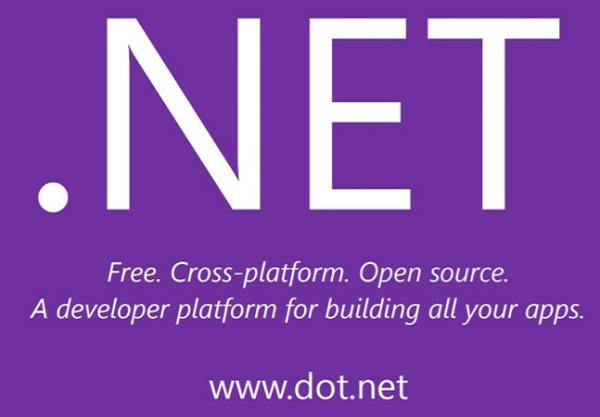 .NET
Free. Cross-platform. Open source.
A developer platform for building all your apps.
www.dot.net